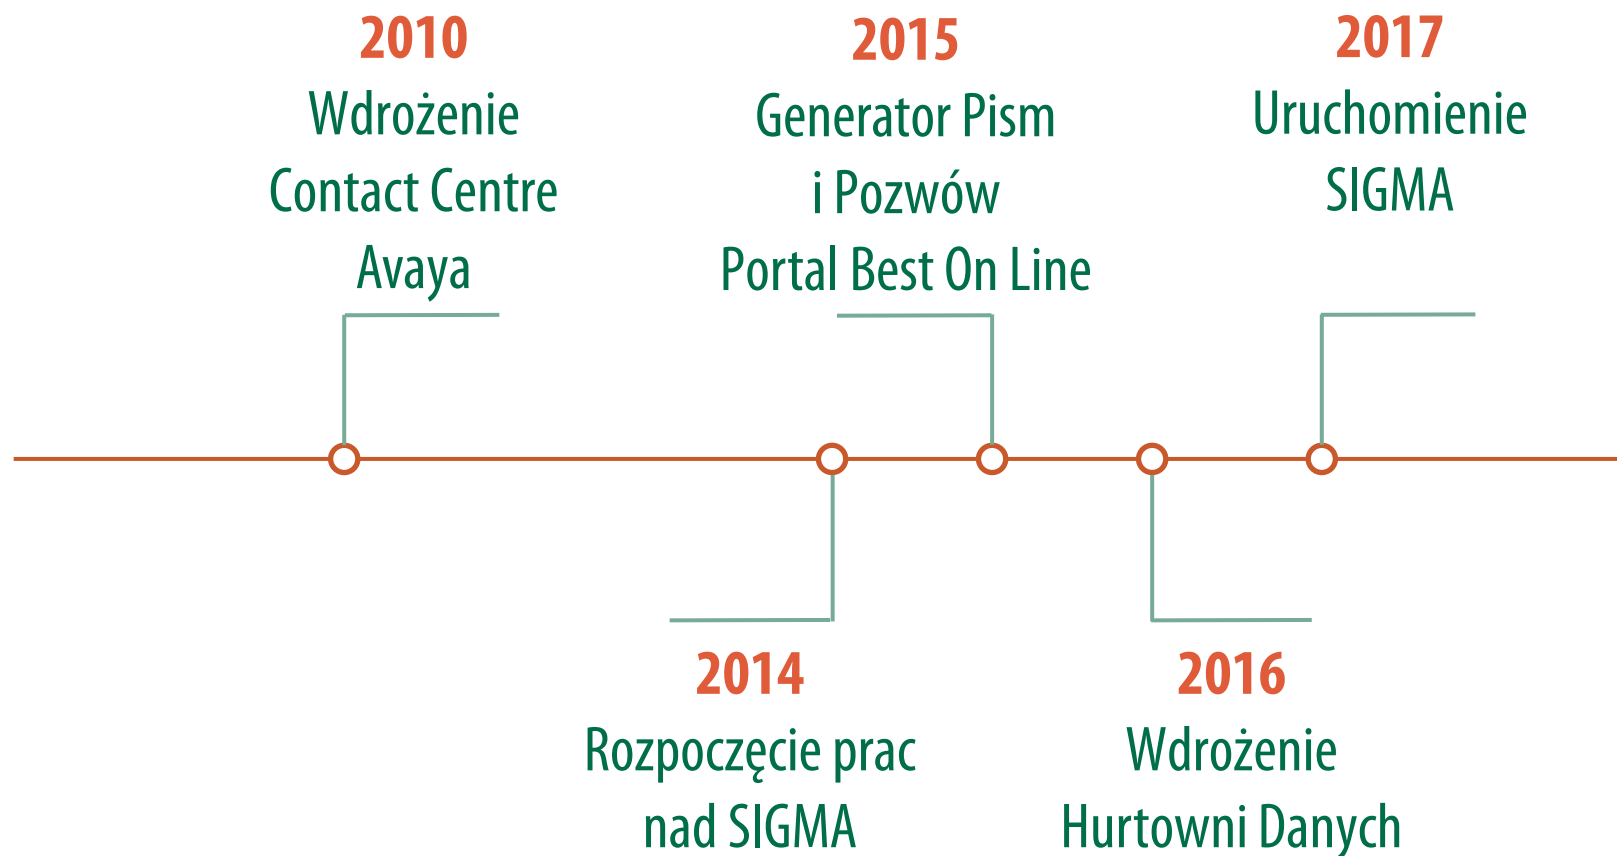 2010
Wdrożenie
Contact Centre
Avaya
2015
Generator Pism
i Pozwów
Portal Best On Line
2017
Uruchomienie
SIGMA
2014
Rozpoczęcie prac
nad SIGMA
2016
Wdrożenie
Hurtowni Danych